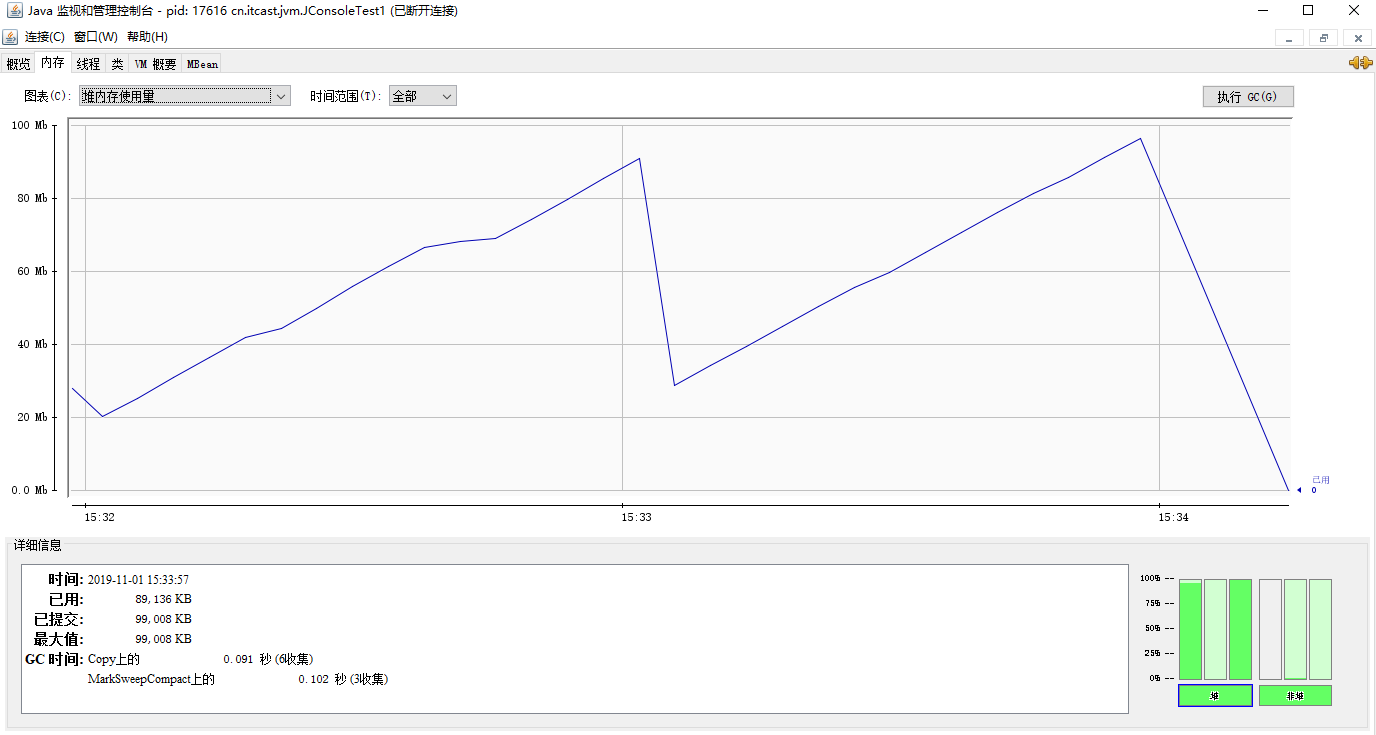 Java 监视和管理控制台 - pid: 17616 cn.itcast.jvm.JConsoleTest1 (已断开连接)
连接(C) 窗口(W) 帮助(H)
概览 内存 线程 类 VM 概要 MBean
图表(C): 堆内存使用量 时间范围(T): 全部 执行 GC(G)
100 Mb
80 Mb
60 Mb
40 Mb
20 Mb
0.0 Mb
已用
0
15:32 15:33 15:34
详细信息
时间: 2019-11-01 15:33:57
已用: 89,136 KB
已提交: 99,008 KB
最大值: 99,008 KB
GC 时间: Copy上的 0.091 秒 (6收集)
MarkSweepCompact上的 0.102 秒 (3收集)
100% --
75% --
50% --
25% --
0% --
堆 非堆